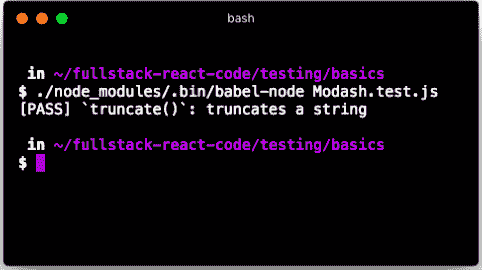 bash
in ~/fullstack-react-code/testing/basics
$ ./node_modules/.bin/babel-node Modash.test.js
[PASS] `truncate()`: truncates a string
in ~/fullstack-react-code/testing/basics
$